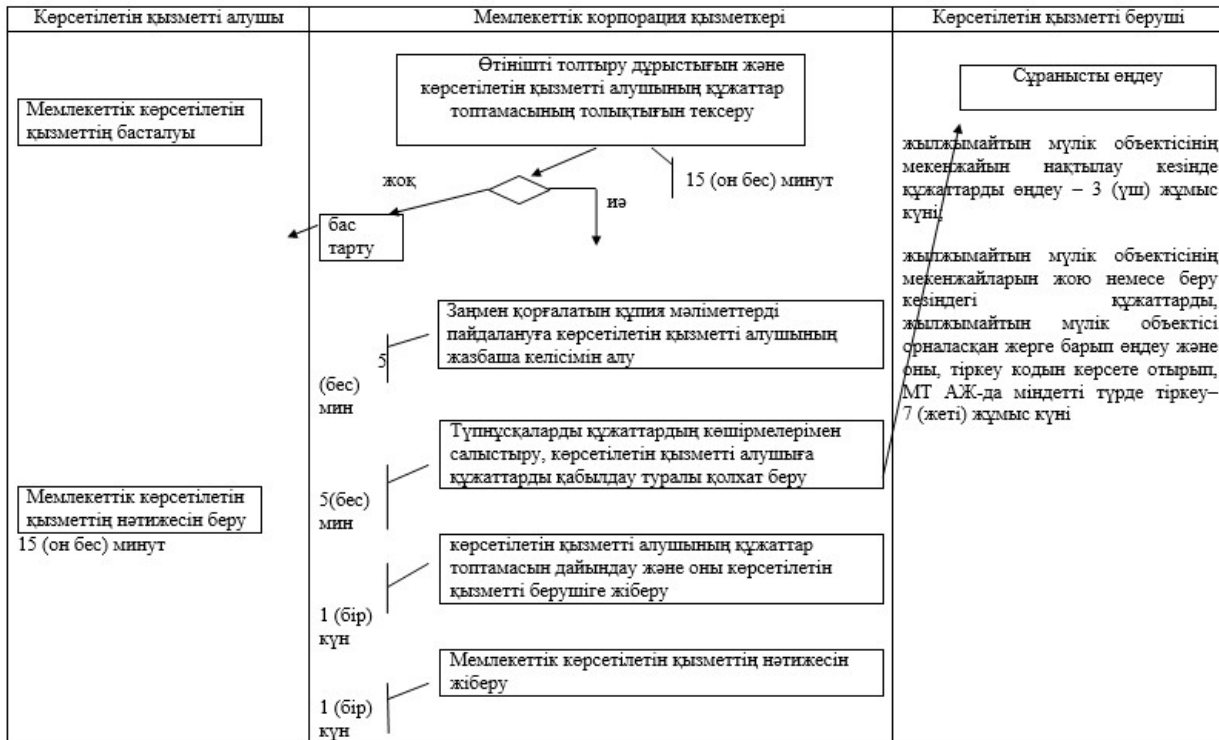 Көрсетілетін қызметті алушы
Мемлекеттік корпорация қызметкері
Көрсетілетін қызметті беруші
Мемлекеттік көрсетілетін
қызметтің басталуы
Мемлекеттік көрсетілетін
қызметтің нәтижесін беру
15 (он бес) минут
Өтінішті толтыру дұрыстығын және
көрсетілетін қызметті алушының құжаттар
топтамасының толықтығын тексеру
15 (он бес) минут
жоқ
иә
бас
тарту
Заңмен қорғалатын құпия мәліметтерді
пайдалануға көрсетілетін қызметті алушының
жазбаша келісімін алу
5
(бес)
мин
Түпнұсқаларды құжаттардың көшірмелерімен
салыстыру, көрсетілетін қызметті алушыға
құжаттарды қабылдау туралы қолхат беру
5(бес)
мин
көрсетілетін қызметті алушының құжаттар
топтамасын дайындау және оны көрсетілетін
қызметті берушіге жіберу
1 (бір)
күн
Мемлекеттік көрсетілетін қызметтің нәтижесін
жіберу
1 (бір)
күн
Сұранысты өңдеу
жылжымайтын мүлік объектісінің
мекенжайын нақтылау кезінде
құжаттарды өңдеу – 3 (үш) жұмыс
күні;
жылжымайтын мүлік объектісінің
мекенжайларын жою немесе беру
кезіндегі құжаттарды,
жылжымайтын мүлік объектісі
орналасқан жерге барып өңдеу және
оны, тіркеу кодын көрсете отырып,
МТ АЖ-да міндетті түрде тіркеу–
7 (жеті) жұмыс күні